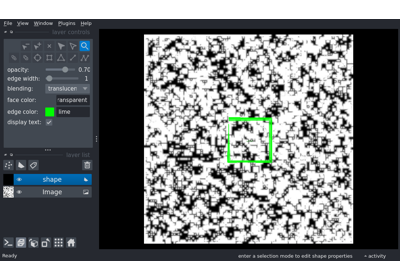 File View Window Plugins Help
layer controls
opacity: 0.70
edge width: 1
blending: translucen
face color: ransparent
edge color: lime
display text:
layer list
shape
Image
Ready
enter a selection mode to edit shape properties
activity